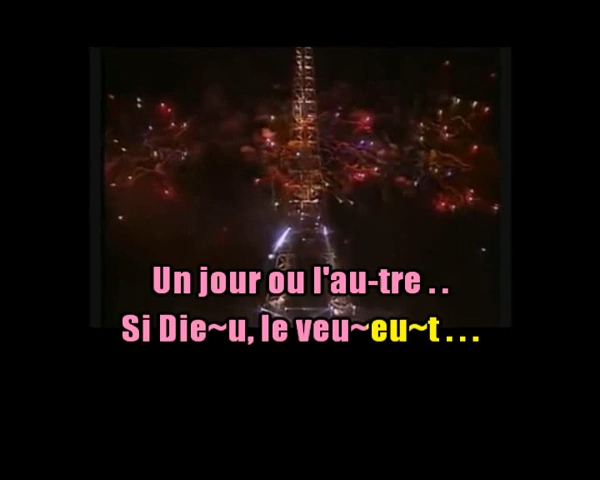 Un jour ou l'au-tre . .
Si Die~u, le veu~eu~t . . .